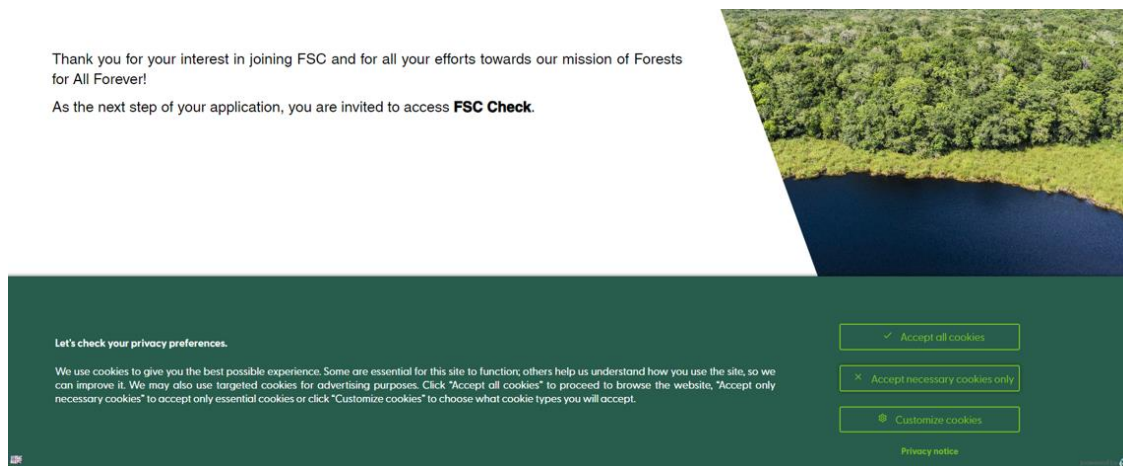 Thank you for your interest in joining FSC and for all your efforts towards our mission of Forests
for All Forever!
As the next step of your application, you are invited to access FSC Check.
Let's check your privacy preferences.
We use cookies to give you the best possible experience. Some are essential for this site to function; others help us understand how you use the site, so we
can improve it. We may also use targeted cookies for advertising purposes. Click "Accept all cookies" to proceed to browse the website, "Accept only
necessary cookies" to accept only essential cookies or click "Customize cookies" to choose what cookie types you will accept.
Accept all cookies
Accept necessary cookies only
Customize cookies
Privacy notice